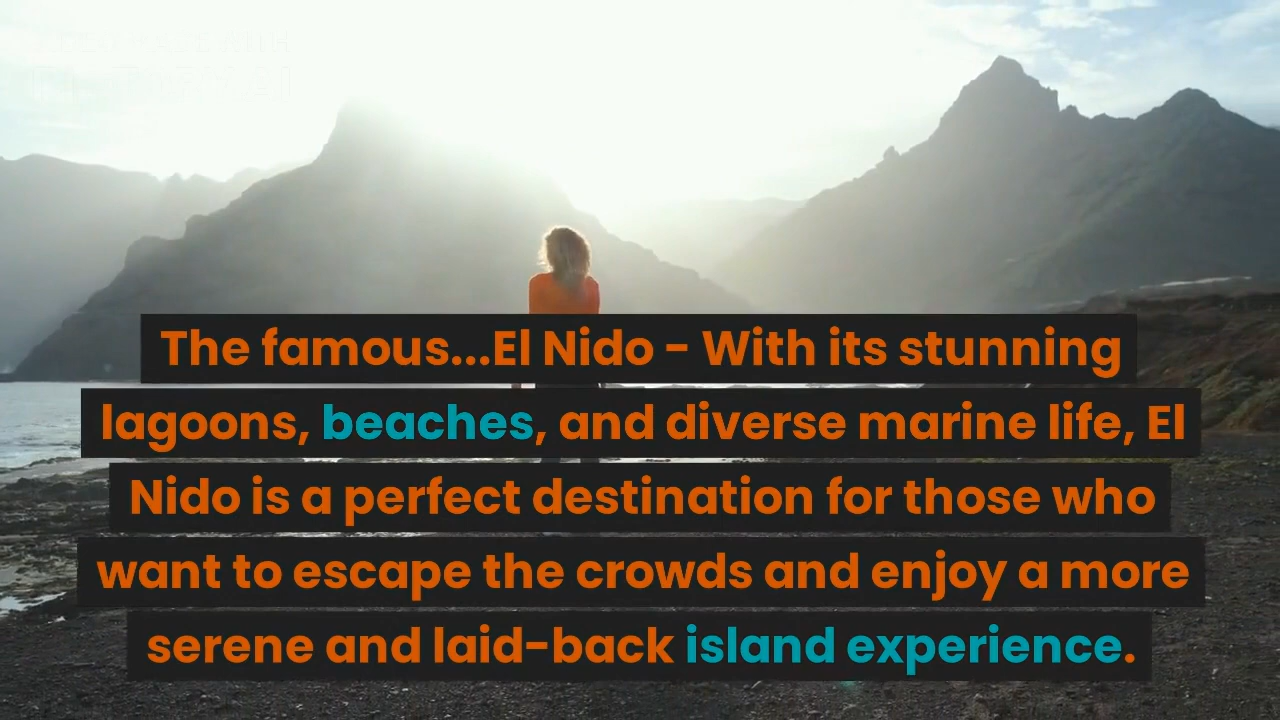 The famous...El Nido - With its stunning
lagoons, beaches, and diverse marine life, El
Nido is a perfect destination for those who
want to escape the crowds and enjoy a more
serene and laid-back island experience.